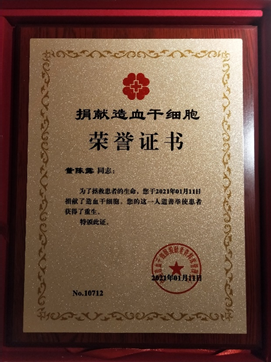 捐献造血干细胞
荣誉证书
同志：
为了拯救患者的生命，您于2021年01月11日
捐献了造血干细胞。您的这一人道善举使患者
获得了重生。
特颁此证。
2021年01月11日
No.10712